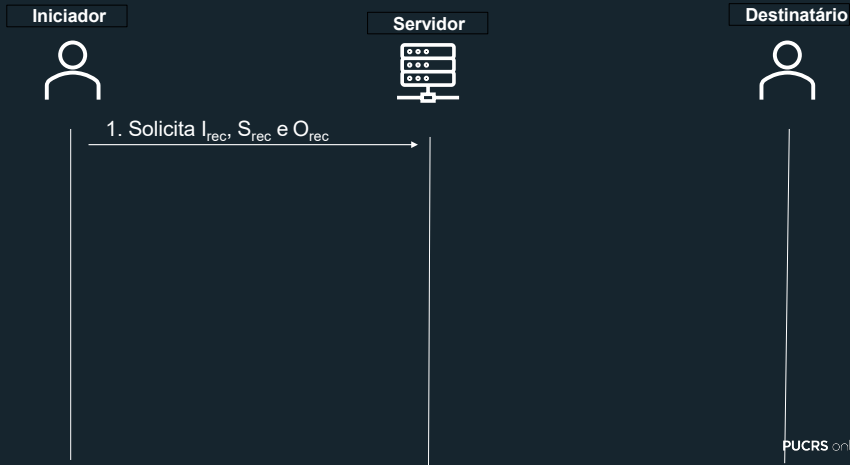 Iniciador
Servidor
Destinatário
1. Solicita Irec, Srec e Orec
PUCRS onl